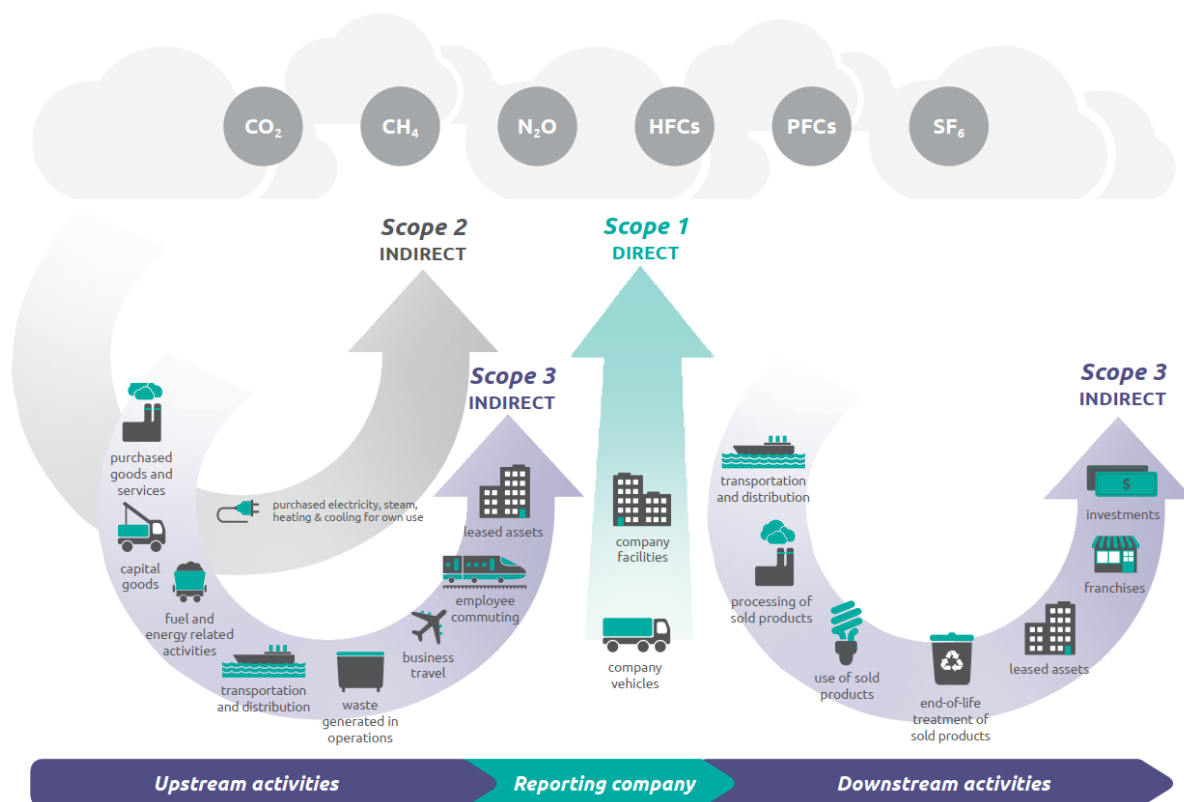 CO₂
CH₄
N₂O
HFCs
PFCs
SF₆
Scope 2
INDIRECT
Scope 1
DIRECT
Scope 3
INDIRECT
Scope 3
INDIRECT
purchased
goods and
services
capital
goods
fuel and
energy related
activities
purchased electricity, steam,
heating & cooling for own use
transportation
and distribution
waste
generated in
operations
business
travel
employee
commuting
leased assets
company
facilities
company
vehicles
transportation
and distribution
processing of
sold products
use of sold
products
end-of-life
treatment of
sold products
leased assets
franchises
$
investments
Upstream activities
Reporting company
Downstream activities